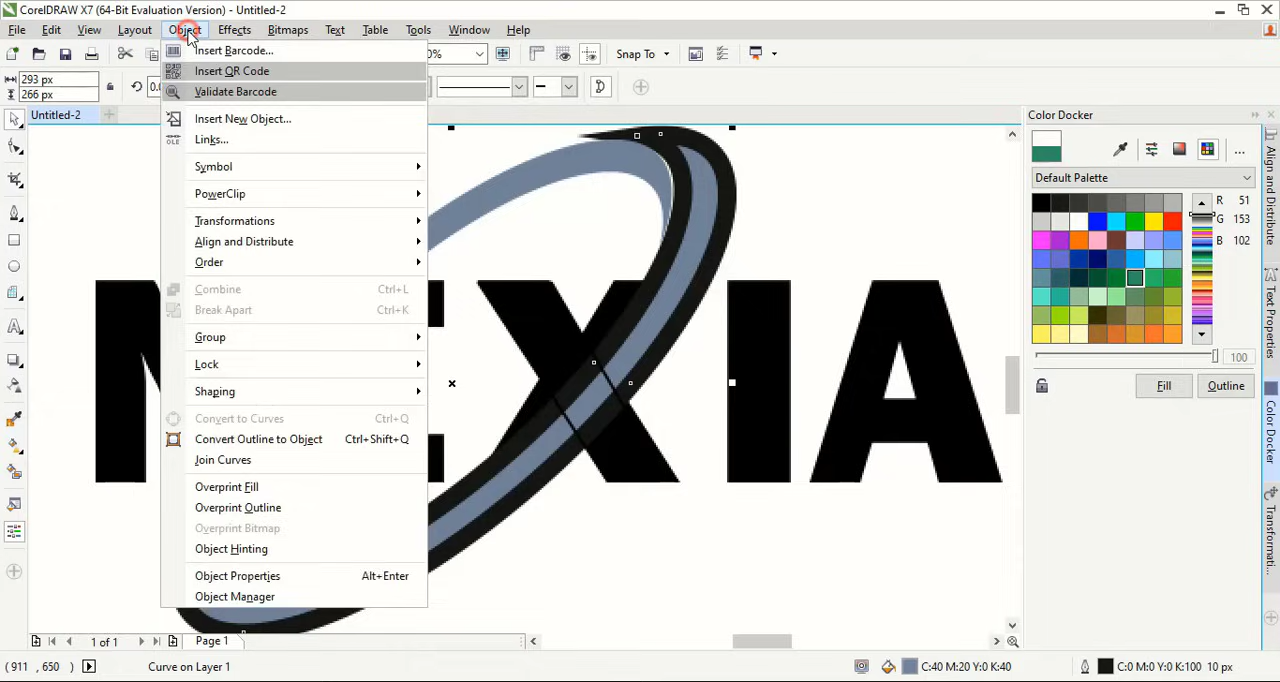 CorelDRAW X7 (64-Bit Evaluation Version) - Untitled-2
File Edit View Layout Object Effects Bitmaps Text Table Tools Window Help
0% Snap To
293 px
266 px
0.0
Untitled-2
Insert Barcode...
Insert QR Code
Validate Barcode
Insert New Object...
Links...
Symbol
PowerClip
Transformations
Align and Distribute
Order
Combine Ctrl+L
Break Apart Ctrl+K
Group
Lock
Shaping
Convert to Curves Ctrl+Q
Convert Outline to Object Ctrl+Shift+Q
Join Curves
Overprint Fill
Overprint Outline
Overprint Bitmap
Object Hinting
Object Properties Alt+Enter
Object Manager
XIA
Color Docker
Default Palette
R 51
G 153
B 102
100
Fill Outline
Align and Distribute
Text Properties
Color Docker
Transformati...
1 of 1 Page 1
(911 , 650 ) Curve on Layer 1 C:40 M:20 Y:0 K:40 C:0 M:0 Y:0 K:100 10 px